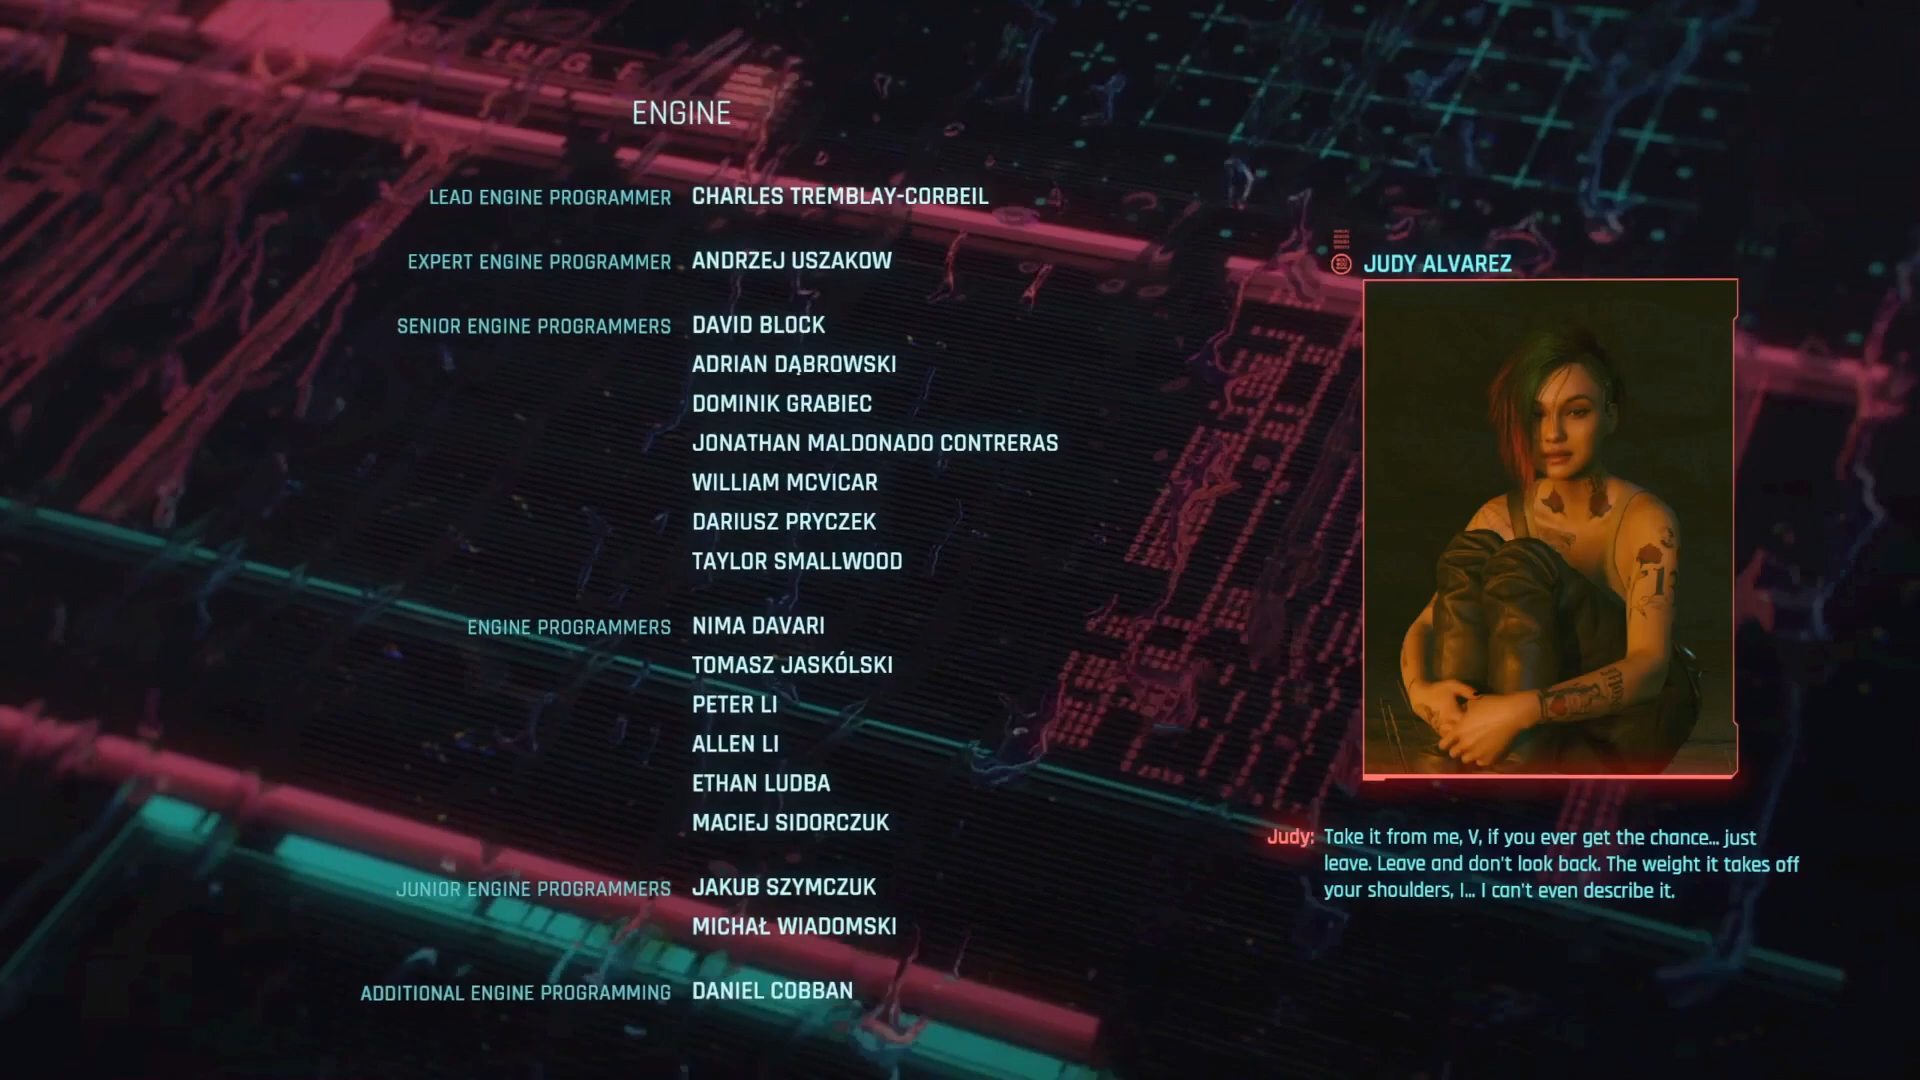 ENGINE
LEAD ENGINE PROGRAMMER CHARLES TREMBLAY-CORBEIL
EXPERT ENGINE PROGRAMMER ANDRZEJ USZAKOW
SENIOR ENGINE PROGRAMMERS DAVID BLOCK
ADRIAN DĄBROWSKI
DOMINIK GRABIEC
JONATHAN MALDONADO CONTRERAS
WILLIAM MCVICAR
DARIUSZ PRYCZEK
TAYLOR SMALLWOOD
ENGINE PROGRAMMERS NIMA DAVARI
TOMASZ JASKÓLSKI
PETER LI
ALLEN LI
ETHAN LUDBA
MACIEJ SIDORCZUK
JUNIOR ENGINE PROGRAMMERS JAKUB SZYMCZUK
MICHAŁ WIADOMSKI
ADDITIONAL ENGINE PROGRAMMING DANIEL COBBAN
JUDY ALVAREZ
Judy: Take it from me, V, if you ever get the chance... just
leave. Leave and don't look back. The weight it takes off
your shoulders, I... I can't even describe it.